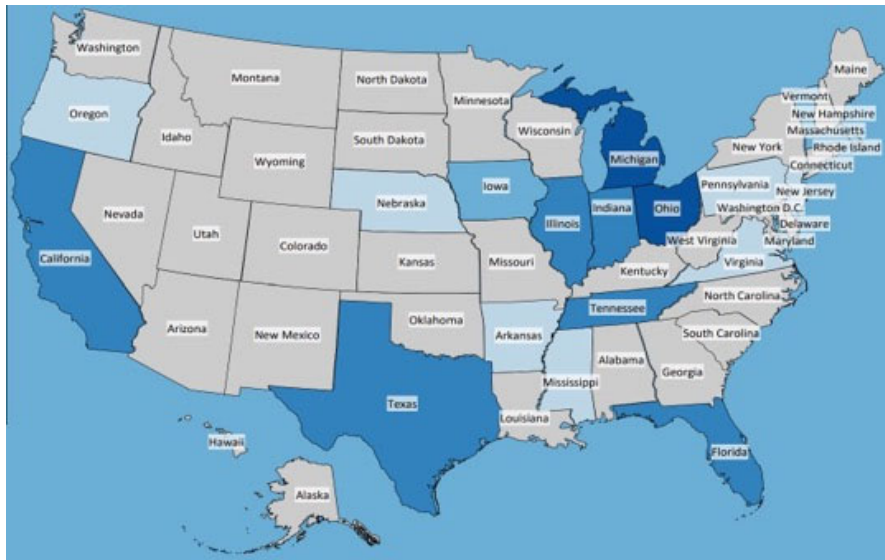 Washington
Montana
North Dakota
Minnesota
Maine
Vermont
New Hampshire
Oregon
Idaho
Wyoming
South Dakota
Wisconsin
Michigan
New York
Massachusetts
Rhode Island
Connecticut
Nevada
Utah
Colorado
Nebraska
Iowa
Illinois
Indiana
Ohio
Pennsylvania
New Jersey
Washington D.C.
Delaware
Maryland
California
Kansas
Missouri
Kentucky
West Virginia
Virginia
Arizona
New Mexico
Oklahoma
Arkansas
Tennessee
North Carolina
South Carolina
Texas
Louisiana
Mississippi
Alabama
Georgia
Florida
Hawaii
Alaska